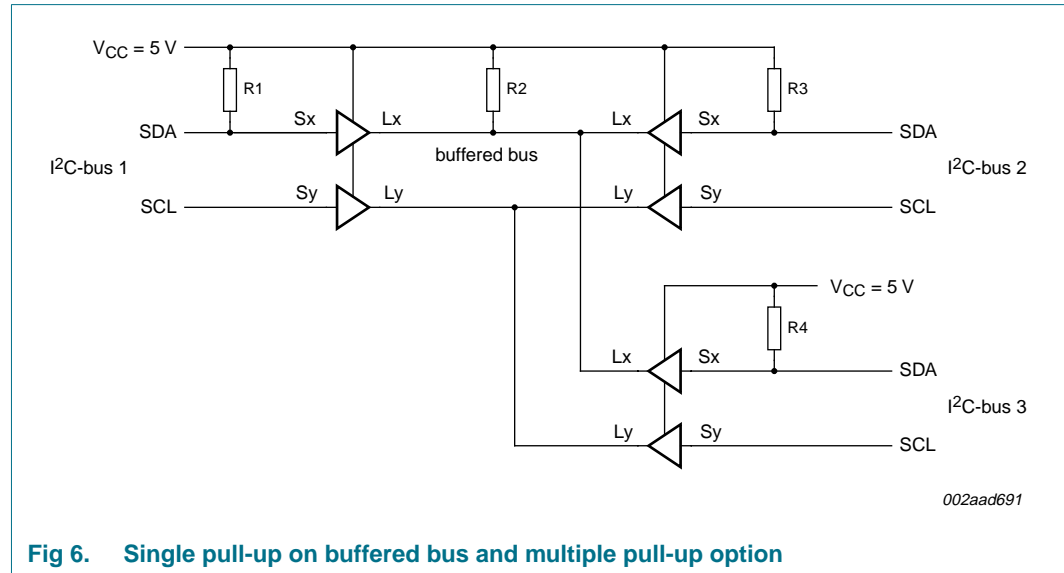 VCC = 5 V
R1
R2
R3
SDA
Sx
Lx
Lx
Sx
SDA
I2C-bus 1
buffered bus
I2C-bus 2
SCL
Sy
Ly
Ly
Sy
SCL
VCC = 5 V
R4
Lx
Sx
SDA
I2C-bus 3
Ly
Sy
SCL
002aad691
Fig 6. Single pull-up on buffered bus and multiple pull-up option